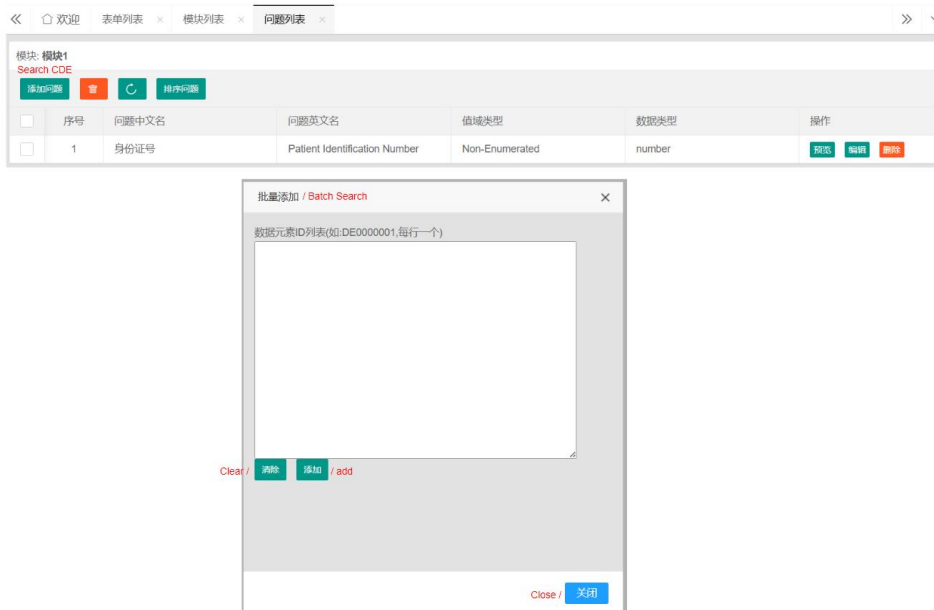 欢迎 表单列表 模块列表 问题列表
模块: 模块1
Search CDE
添加问题 排序问题
序号 问题中文名 问题英文名 值域类型 数据类型 操作
1 身份证号 Patient Identification Number Non-Enumerated number 预览 编辑 删除
批量添加 / Batch Search
数据元素ID列表(如:DE0000001,每行一个)
Clear / 消除 添加 / add
Close / 关闭